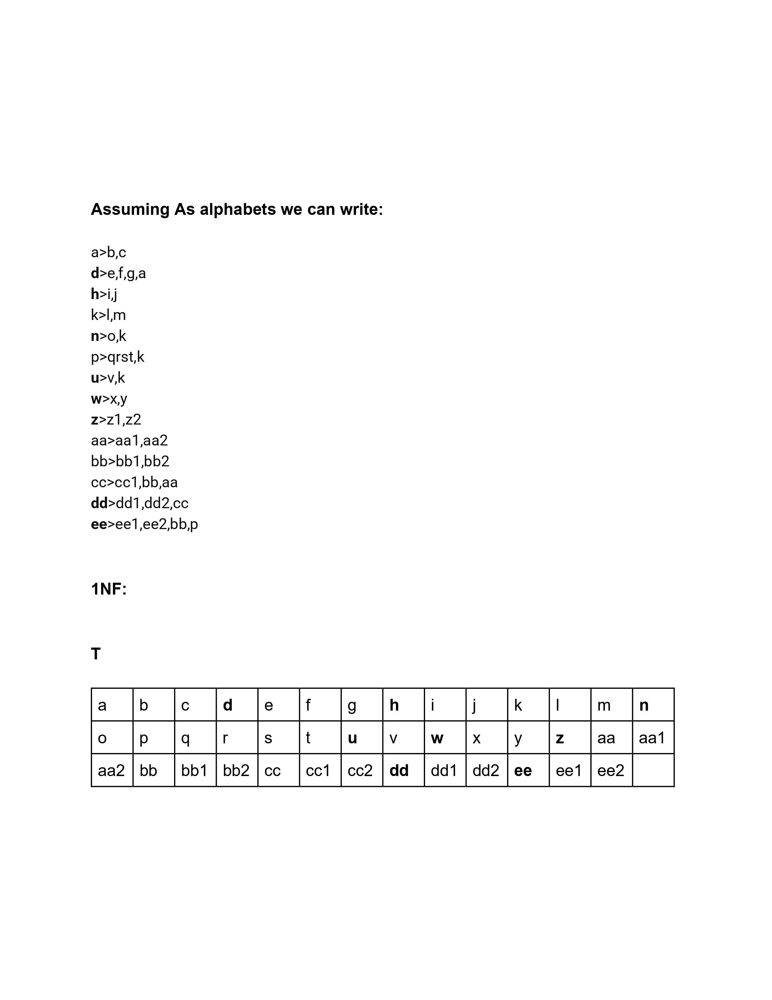 Assuming As alphabets we can write:
a>b,c
d>e,f,g,a
h>i,j
k>l,m
n>o,k
p>qrst,k
u>v,k
w>x,y
z>z1,z2
aa>aa1,aa2
bb>bb1,bb2
cc>cc1,bb,aa
dd>dd1,dd2,cc
ee>ee1,ee2,bb,p
1NF:
T
a b c d e f g h i j k l m n
o p q r s t u v w x y z aa aa1
aa2 bb bb1 bb2 cc cc1 cc2 dd dd1 dd2 ee ee1 ee2